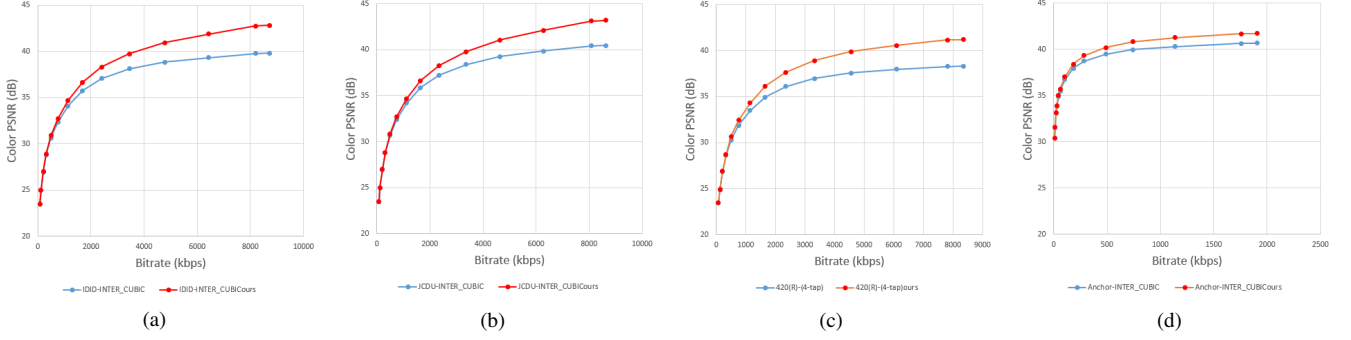 45
40
35
30
25
20
Color PSNR (dB)
0 2000 4000 6000 8000 10000
Bitrate (kbps)
IDID-INTER_CUBIC IDID-INTER_CUBICours
(a)
45
40
35
30
25
20
Color PSNR (dB)
0 2000 4000 6000 8000 10000
Bitrate (kbps)
JCDU-INTER_CUBIC JCDU-INTER_CUBICours
(b)
45
40
35
30
25
20
Color PSNR (dB)
0 1000 2000 3000 4000 5000 6000 7000 8000 9000
Bitrate (kbps)
420(R)-(4-tap) 420(R)-(4-tap)ours
(c)
45
40
35
30
25
20
Color PSNR (dB)
0 500 1000 1500 2000 2500
Bitrate (kbps)
Anchor-INTER_CUBIC Anchor-INTER_CUBICours
(d)